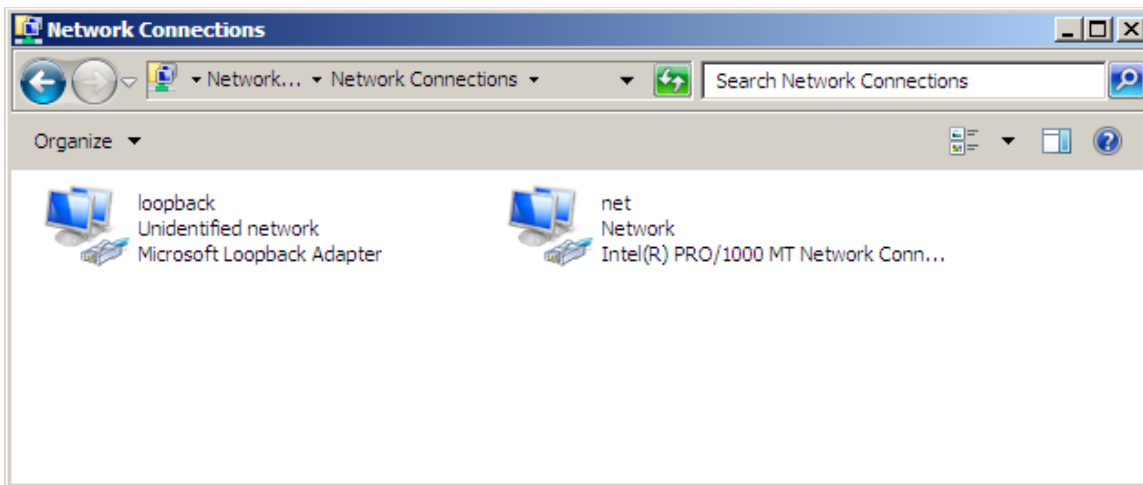 Network Connections
Network... Network Connections
Search Network Connections
Organize
loopback
Unidentified network
Microsoft Loopback Adapter
net
Network
Intel(R) PRO/1000 MT Network Conn...